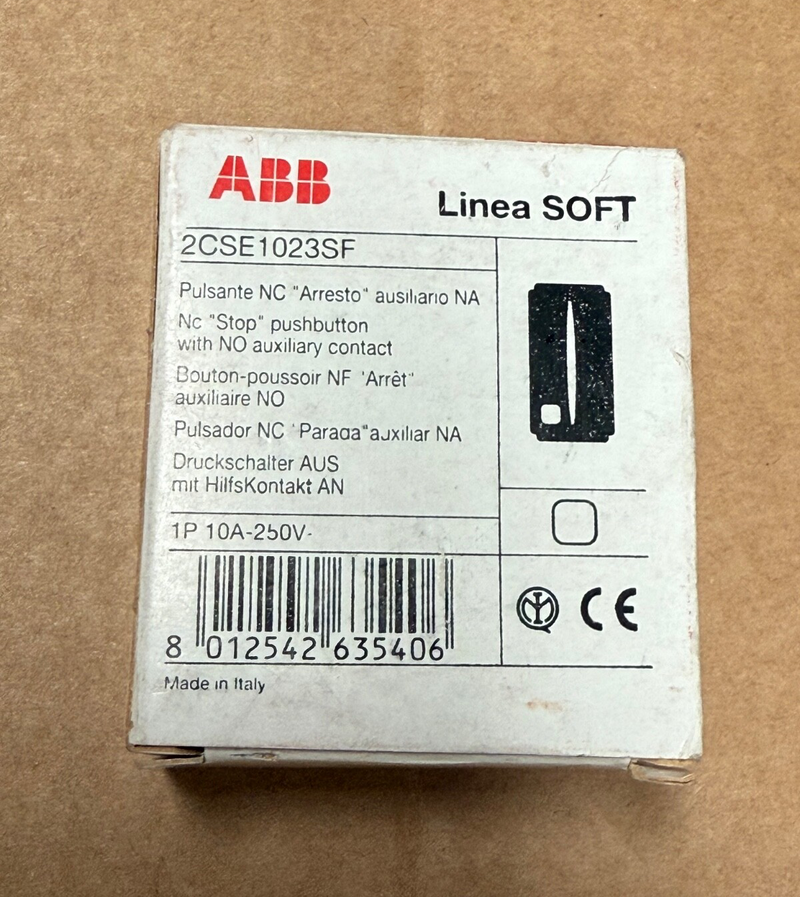 ABB
Linea SOFT
2CSE1023SF
Pulsante NC "Arresto" ausiliario NA
Nc "Stop" pushbutton
with NO auxiliary contact
Bouton-poussoir NF "Arrêt"
auxiliaire NO
Pulsador NC "Parada" auxiliar NA
Druckschalter AUS
mit HilfsKontakt AN
1P 10A-250V~
CE
8 012542 635406
Made in Italy